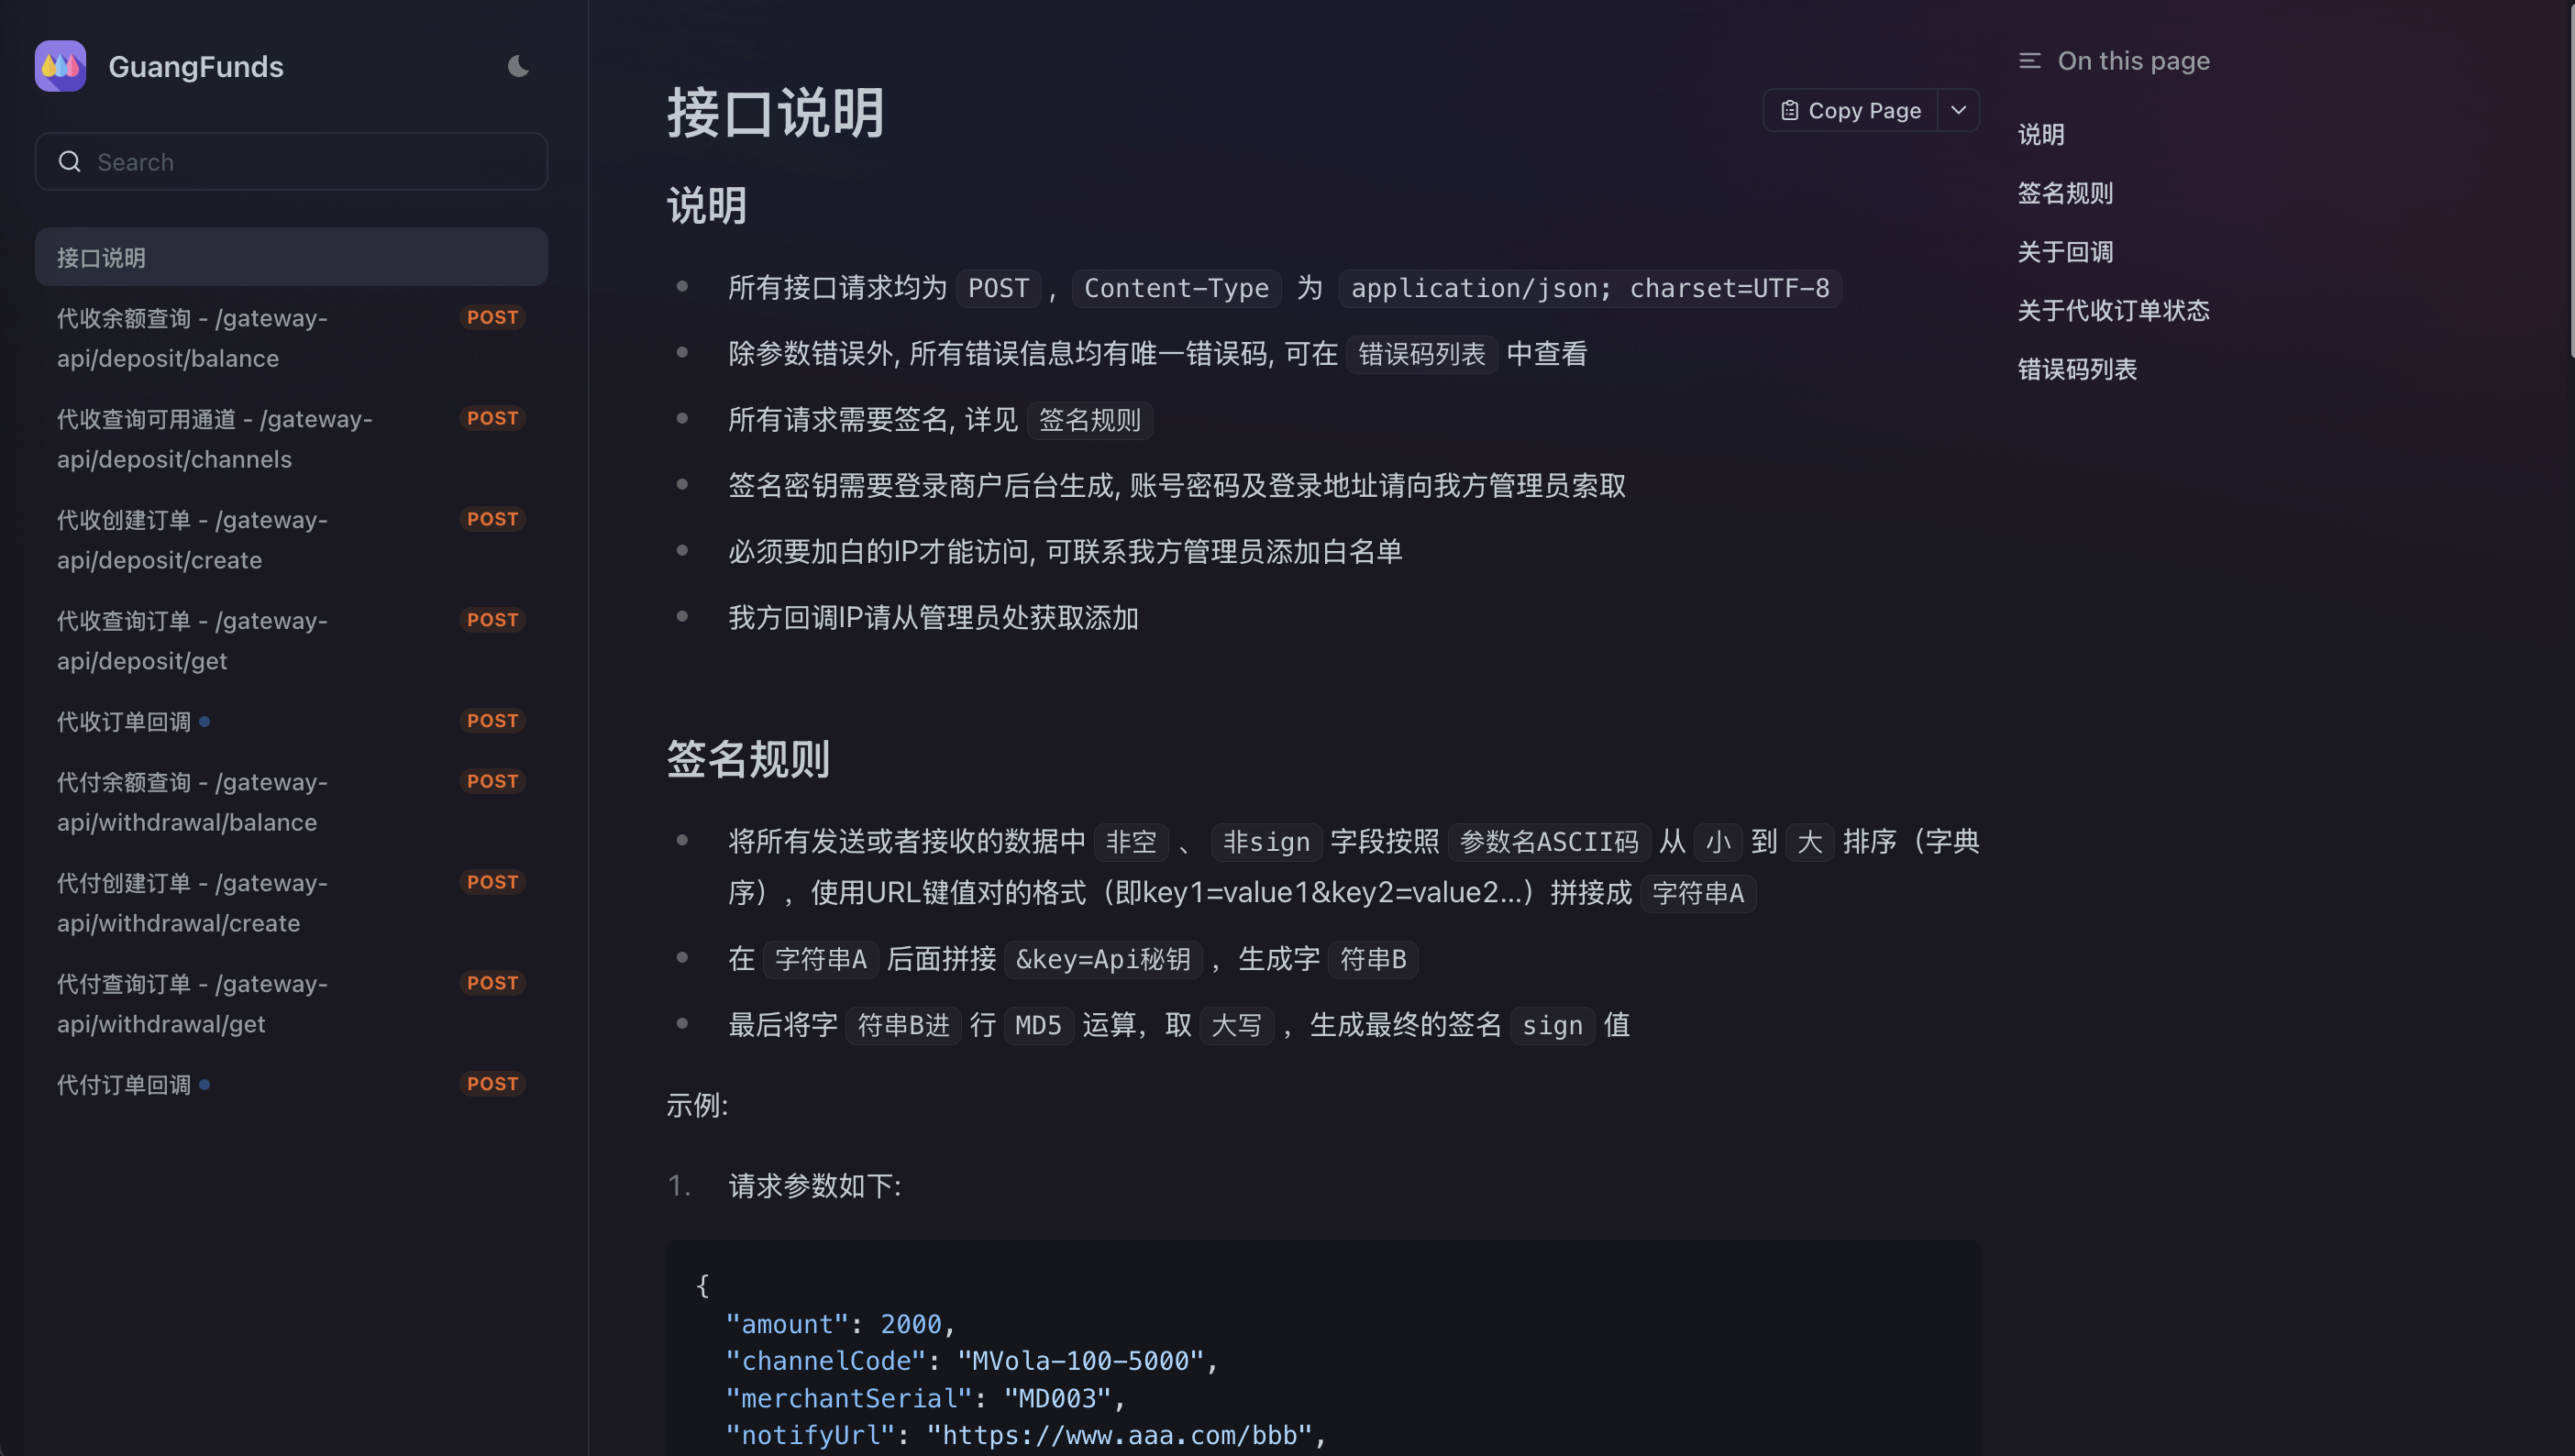 GuangFunds
Search
接口说明
代收余额查询 - /gateway-
api/deposit/balance
POST
代收查询可用通道 - /gateway-
api/deposit/channels
POST
代收创建订单 - /gateway-
api/deposit/create
POST
代收查询订单 - /gateway-
api/deposit/get
POST
代收订单回调
POST
代付余额查询 - /gateway-
api/withdrawal/balance
POST
代付创建订单 - /gateway-
api/withdrawal/create
POST
代付查询订单 - /gateway-
api/withdrawal/get
POST
代付订单回调
POST
接口说明
Copy Page
说明
所有接口请求均为 POST , Content-Type 为 application/json; charset=UTF-8
除参数错误外, 所有错误信息均有唯一错误码, 可在 错误码列表 中查看
所有请求需要签名, 详见 签名规则
签名密钥需要登录商户后台生成, 账号密码及登录地址请向我方管理员索取
必须要加白的IP才能访问, 可联系我方管理员添加白名单
我方回调IP请从管理员处获取添加
签名规则
将所有发送或者接收的数据中 非空 、 非sign 字段按照 参数名ASCII码 从 小 到 大 排序（字典
序），使用URL键值对的格式（即key1=value1&key2=value2…）拼接成 字符串A
在 字符串A 后面拼接 &key=Api秘钥 ，生成字 符串B
最后将字 符串B进 行 MD5 运算，取 大写 ，生成最终的签名 sign 值
示例:
1. 请求参数如下:
{
"amount": 2000,
"channelCode": "MVola-100-5000",
"merchantSerial": "MD003",
"notifyUrl": "https://www.aaa.com/bbb",
On this page
说明
签名规则
关于回调
关于代收订单状态
错误码列表